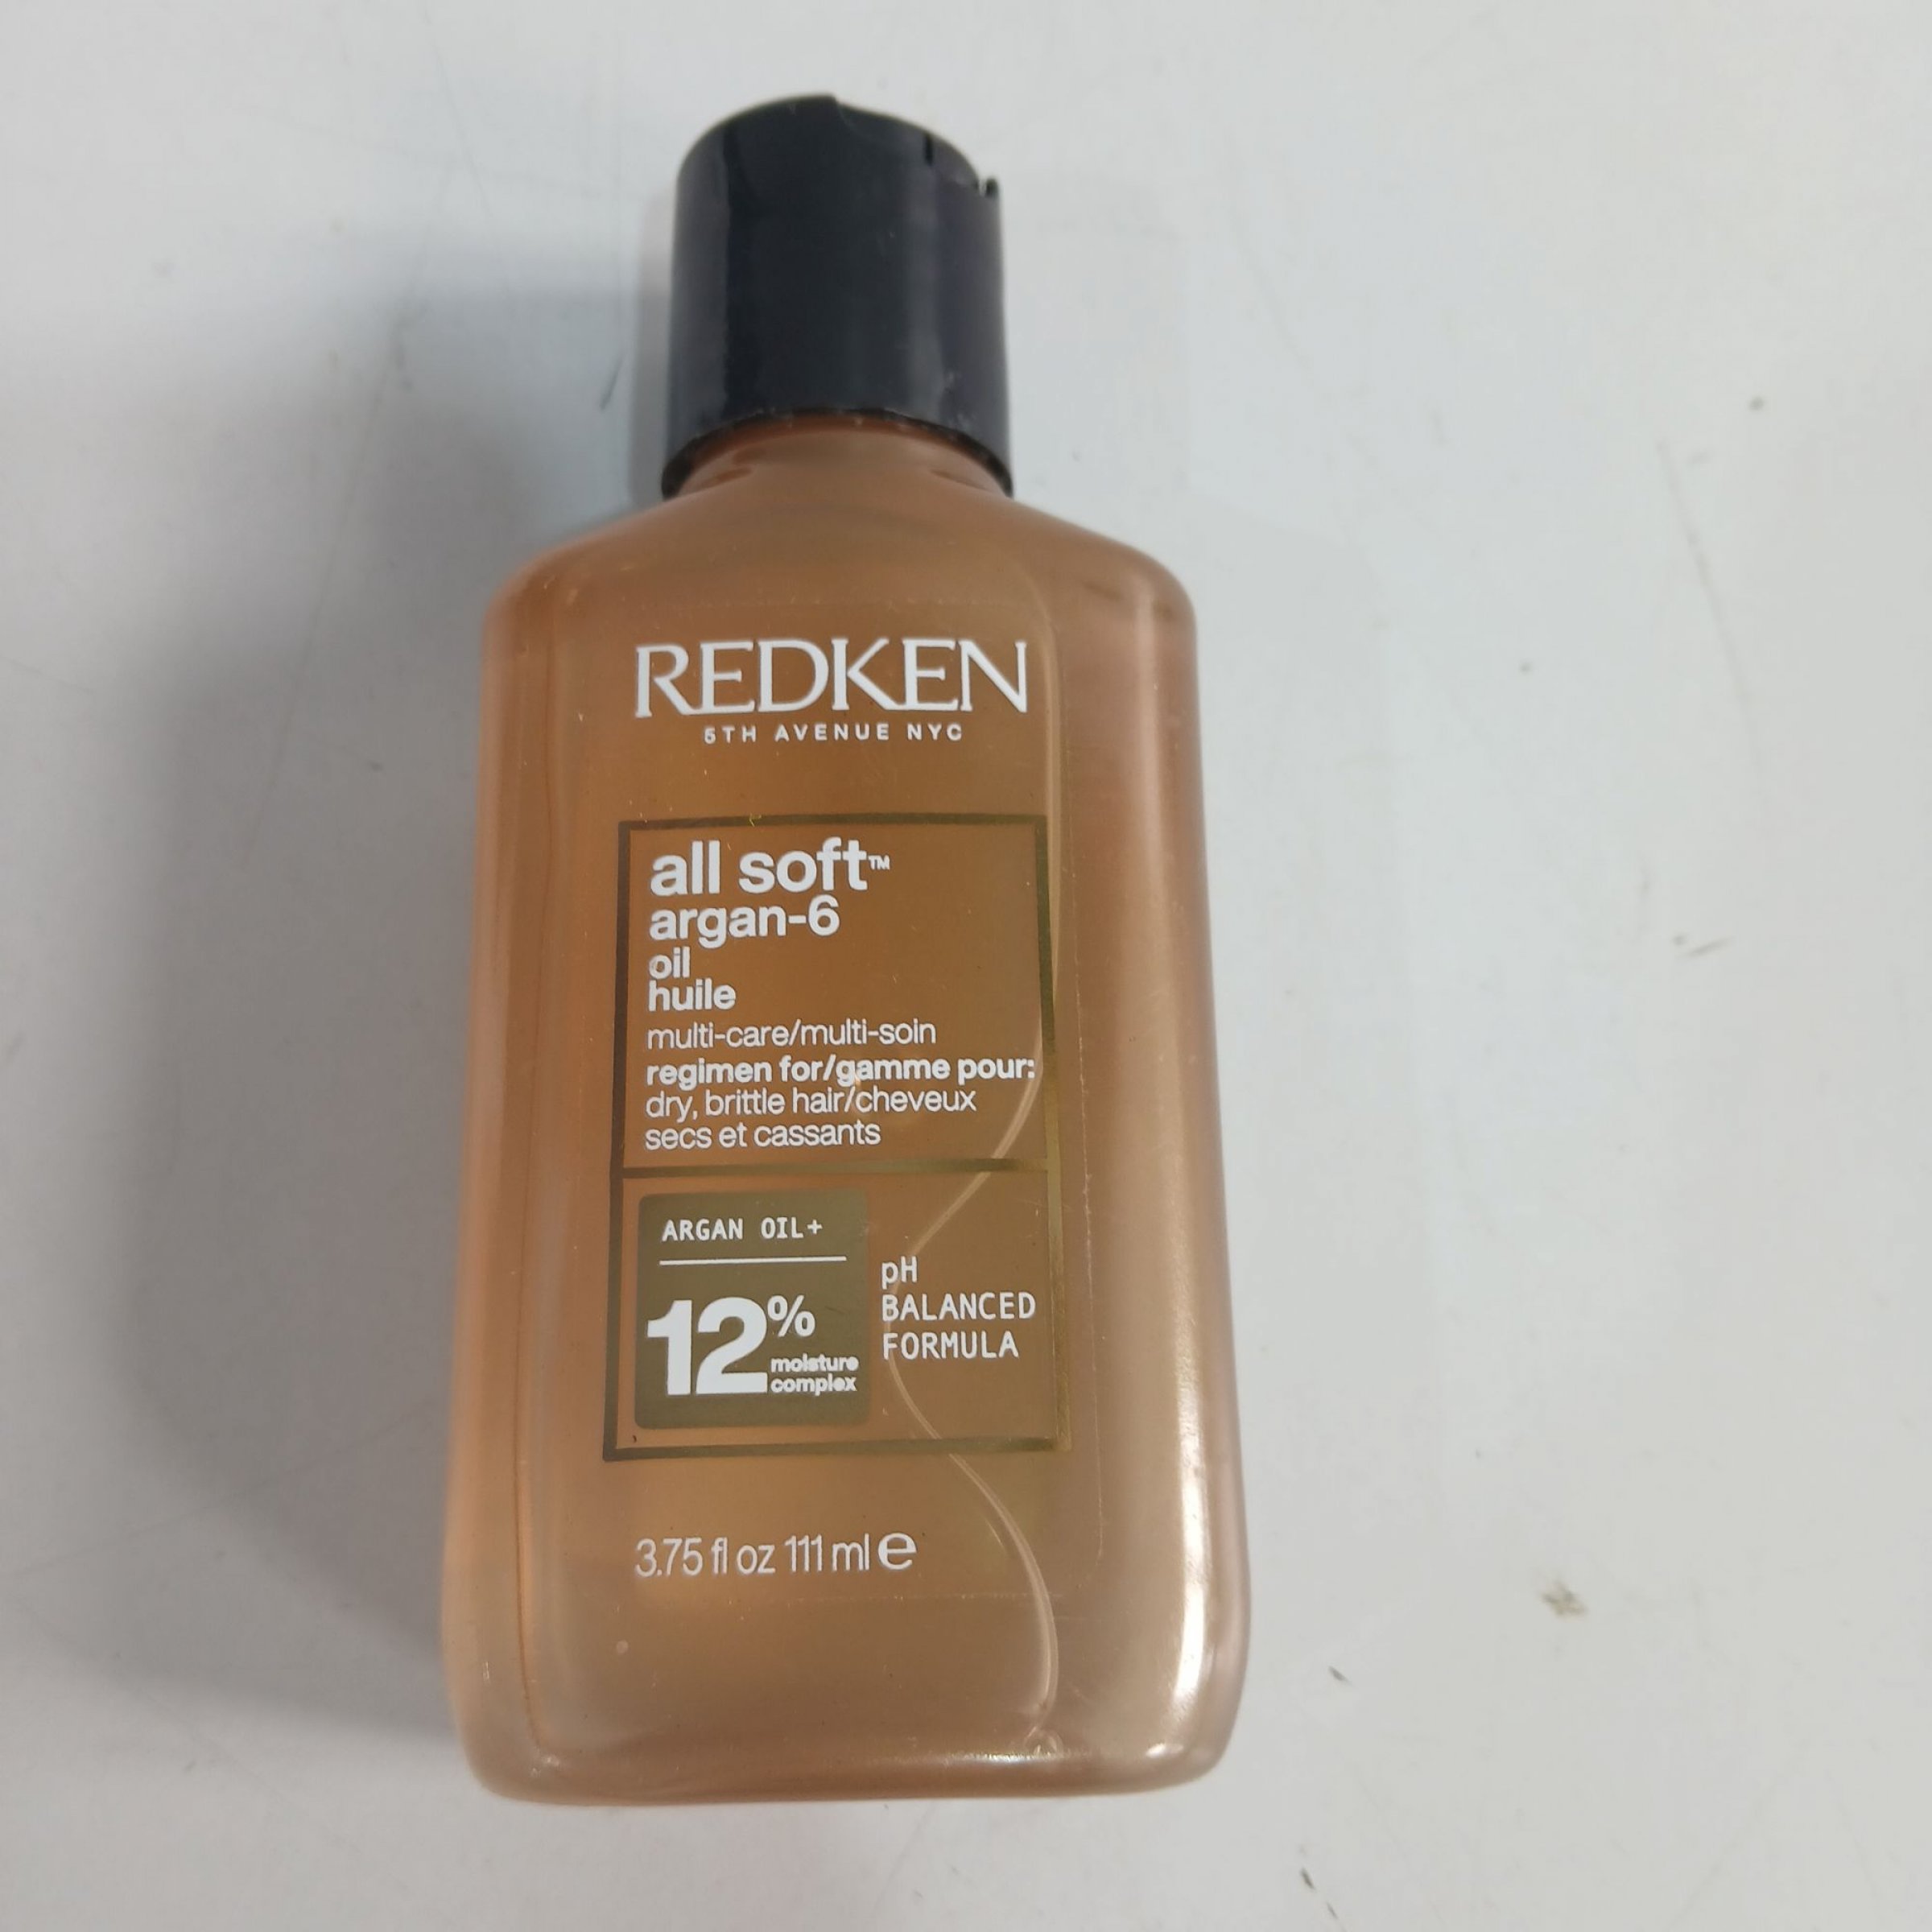 REDKEN
5TH AVENUE NYC
all soft™
argan-6
oil
huile
multi-care/multi-soin
regimen for/gamme pour:
dry, brittle hair/cheveux
secs et cassants
ARGAN OIL+
12%
moisture
complex
pH
BALANCED
FORMULA
3.75 fl oz 111 ml ℮